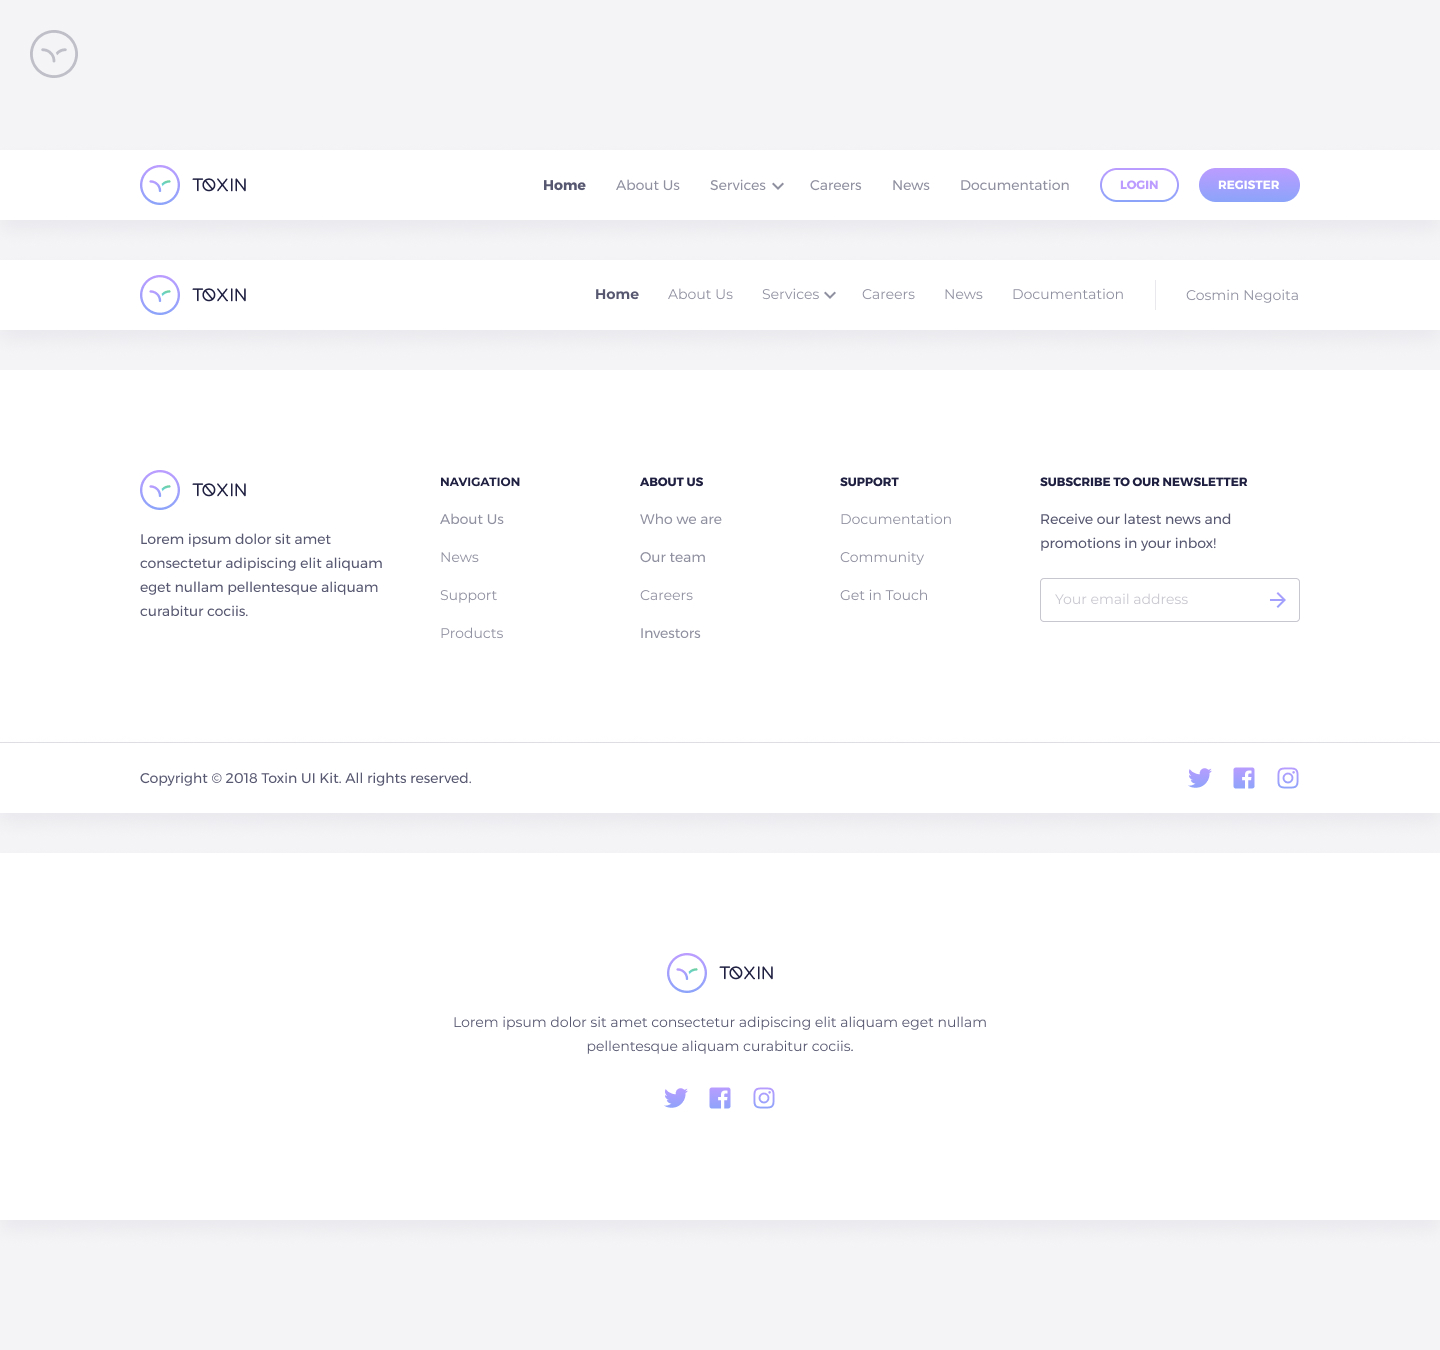 TOXIN
Home About Us Services Careers News Documentation LOGIN REGISTER
TOXIN
Home About Us Services Careers News Documentation Cosmin Negoita
TOXIN
Lorem ipsum dolor sit amet
consectetur adipiscing elit aliquam
eget nullam pellentesque aliquam
curabitur cociis.
NAVIGATION
About Us
News
Support
Products
ABOUT US
Who we are
Our team
Careers
Investors
SUPPORT
Documentation
Community
Get in Touch
SUBSCRIBE TO OUR NEWSLETTER
Receive our latest news and
promotions in your inbox!
Your email address
Copyright © 2018 Toxin UI Kit. All rights reserved.
TOXIN
Lorem ipsum dolor sit amet consectetur adipiscing elit aliquam eget nullam
pellentesque aliquam curabitur cociis.